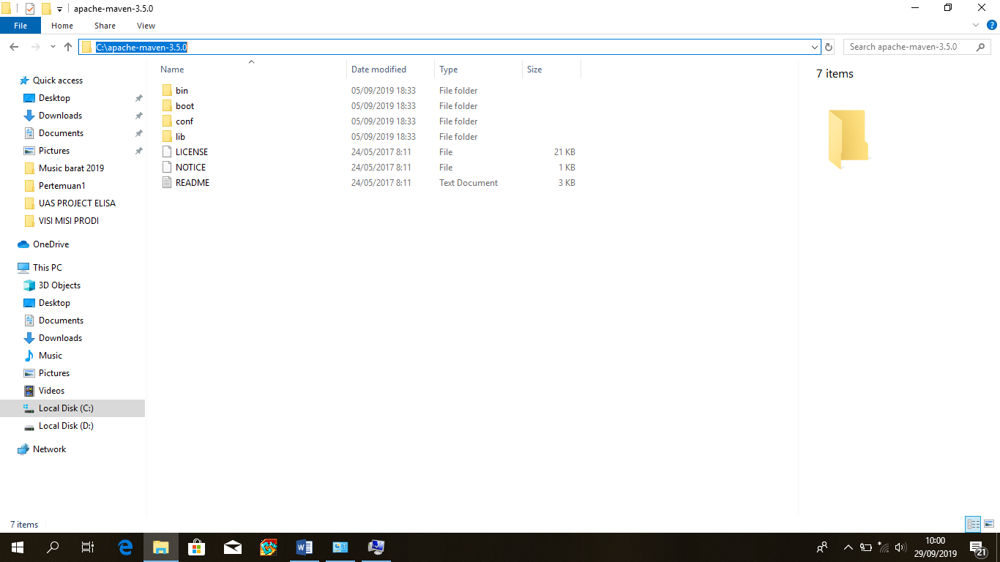 apache-maven-3.5.0
File Home Share View
C:\apache-maven-3.5.0 Search apache-maven-3.5.0
Name Date modified Type Size
bin 05/09/2019 18:33 File folder
boot 05/09/2019 18:33 File folder
conf 05/09/2019 18:33 File folder
lib 05/09/2019 18:33 File folder
LICENSE 24/05/2017 8:11 File 21 KB
NOTICE 24/05/2017 8:11 File 1 KB
README 24/05/2017 8:11 Text Document 3 KB
7 items
Quick access
Desktop
Downloads
Documents
Pictures
Music barat 2019
Pertemuan1
UAS PROJECT ELISA
VISI MISI PRODI
OneDrive
This PC
3D Objects
Desktop
Documents
Downloads
Music
Pictures
Videos
Local Disk (C:)
Local Disk (D:)
Network
7 items
10:00
29/09/2019
21